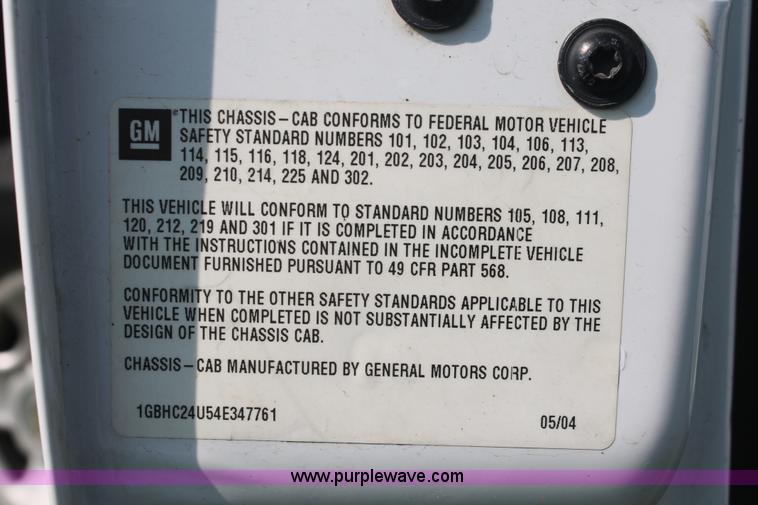 GM
THIS CHASSIS-CAB CONFORMS TO FEDERAL MOTOR VEHICLE
SAFETY STANDARD NUMBERS 101, 102, 103, 104, 106, 113,
114, 115, 116, 118, 124, 201, 202, 203, 204, 205, 206, 207, 208,
209, 210, 214, 225 AND 302.
THIS VEHICLE WILL CONFORM TO STANDARD NUMBERS 105, 108, 111,
120, 212, 219 AND 301 IF IT IS COMPLETED IN ACCORDANCE
WITH THE INSTRUCTIONS CONTAINED IN THE INCOMPLETE VEHICLE
DOCUMENT FURNISHED PURSUANT TO 49 CFR PART 568.
CONFORMITY TO THE OTHER SAFETY STANDARDS APPLICABLE TO THIS
VEHICLE WHEN COMPLETED IS NOT SUBSTANTIALLY AFFECTED BY THE
DESIGN OF THE CHASSIS CAB.
CHASSIS-CAB MANUFACTURED BY GENERAL MOTORS CORP.
1GBHC24U54E347761 05/04
www.purplewave.com